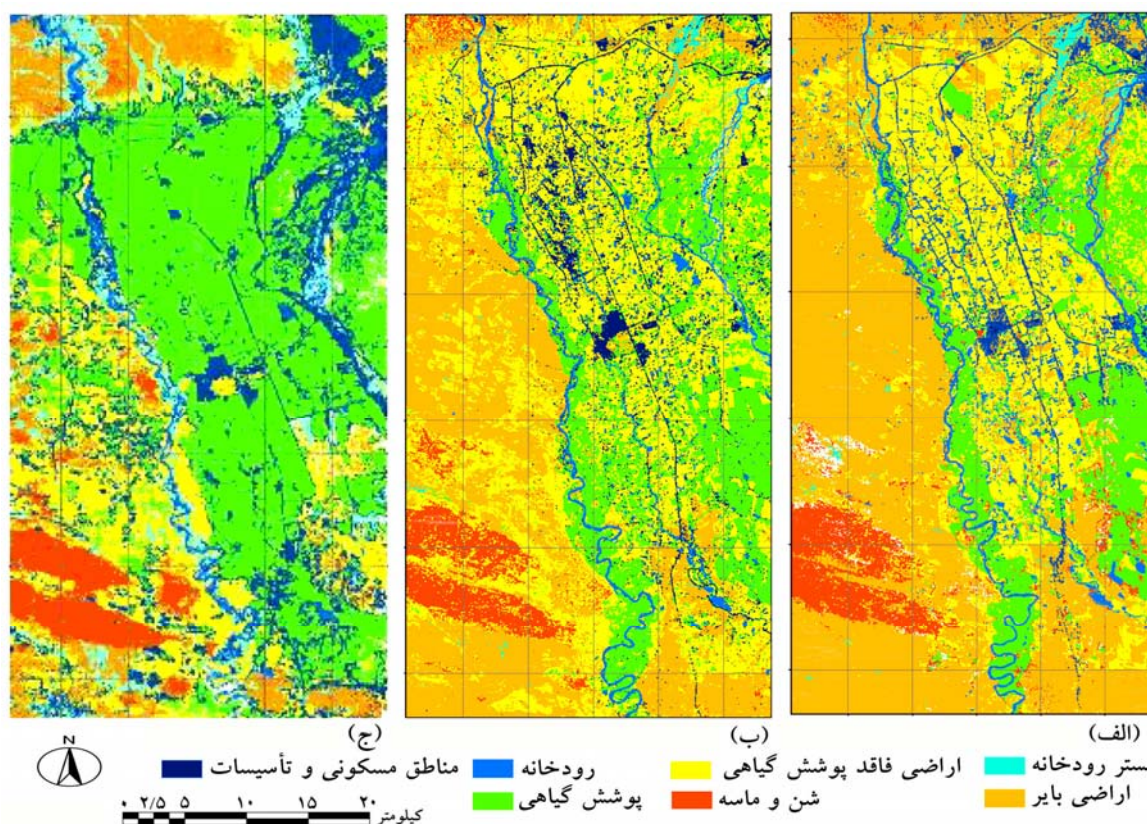 (الف)
(ب)
(ج)
بستر رودخانه
اراضی فاقد پوشش گیاهی
رودخانه
مناطق مسکونی و تأسیسات
اراضی بایر
شن و ماسه
پوشش گیاهی
N
۰ ۲/۵ ۵ ۱۰ ۱۵ ۲۰
کیلومتر